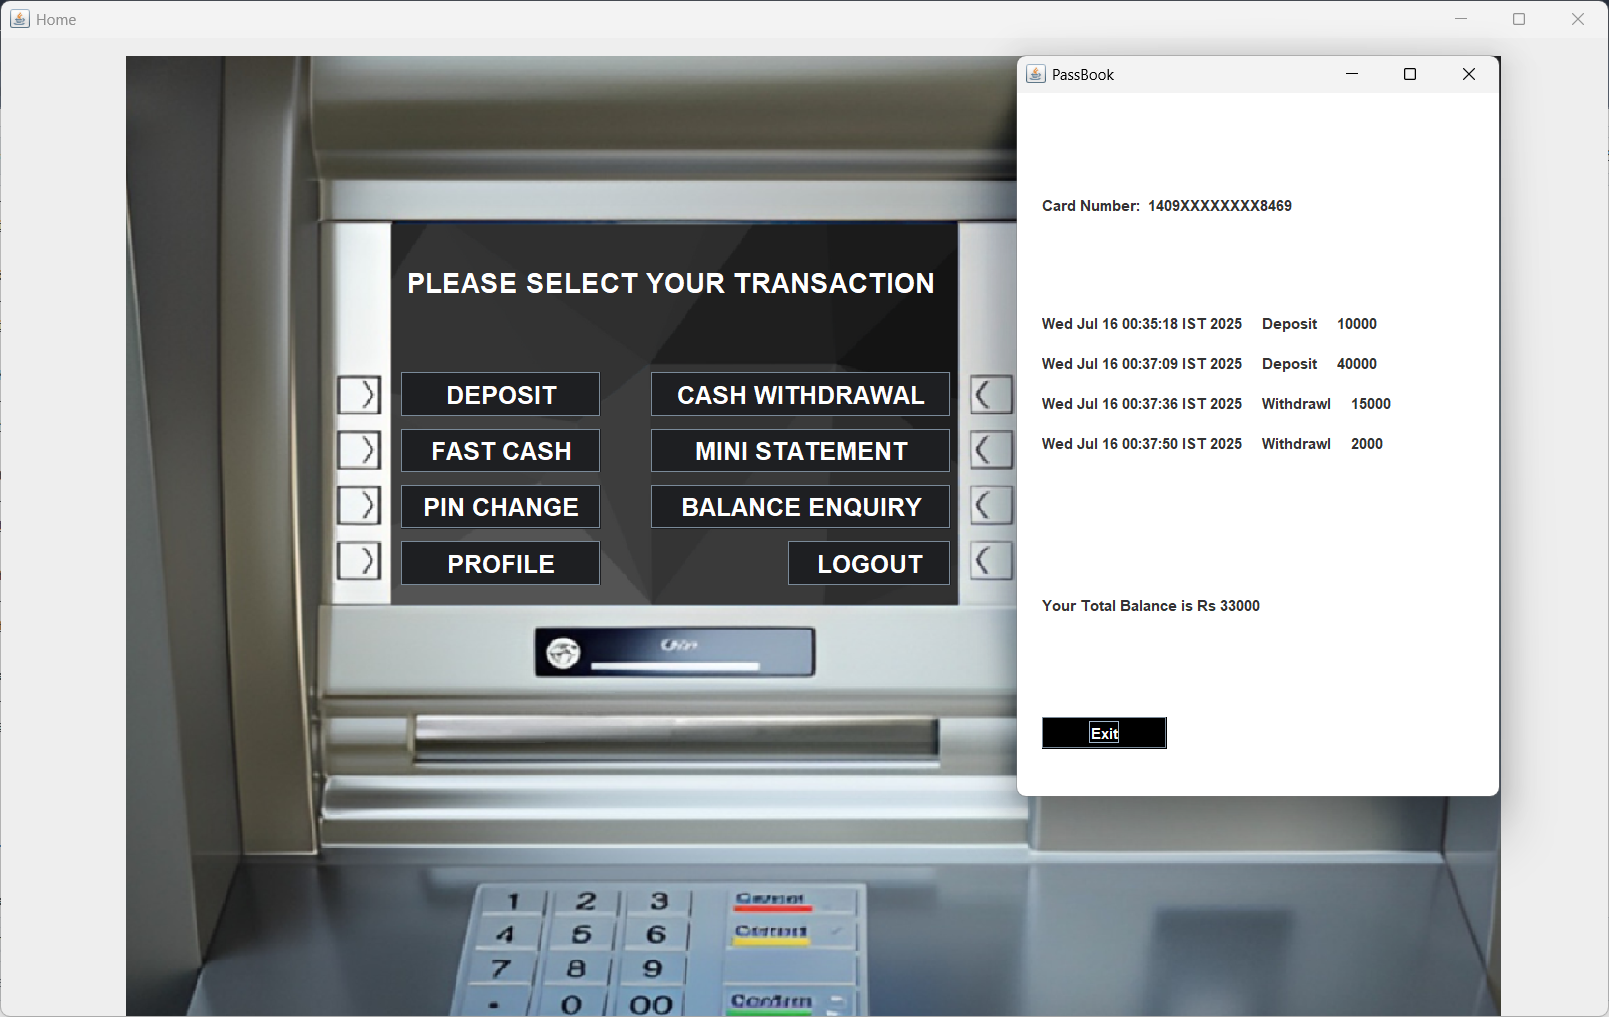 Home
PLEASE SELECT YOUR TRANSACTION
DEPOSIT
CASH WITHDRAWAL
FAST CASH
MINI STATEMENT
PIN CHANGE
BALANCE ENQUIRY
PROFILE
LOGOUT
1 2 3
4 5 6
7 8 9
0 00
PassBook
Card Number: 1409XXXXXXXX8469
Wed Jul 16 00:35:18 IST 2025 Deposit 10000
Wed Jul 16 00:37:09 IST 2025 Deposit 40000
Wed Jul 16 00:37:36 IST 2025 Withdrawl 15000
Wed Jul 16 00:37:50 IST 2025 Withdrawl 2000
Your Total Balance is Rs 33000
Exit